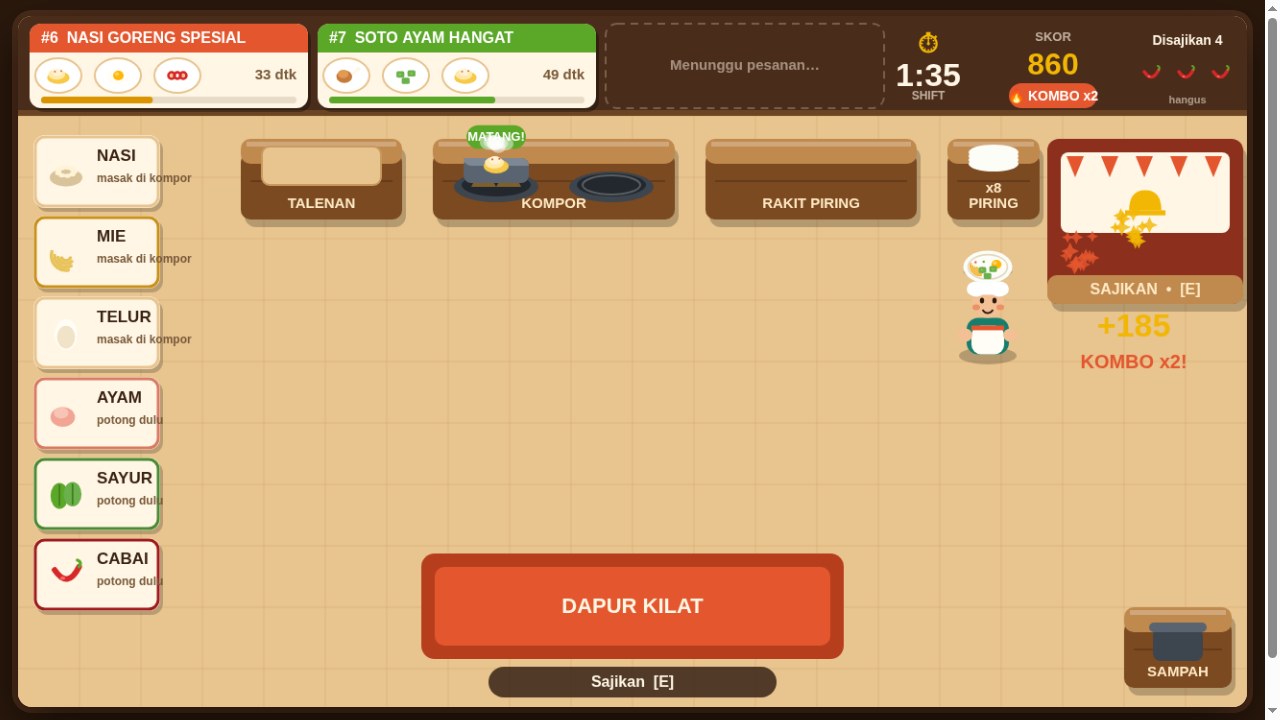 #6 NASI GORENG SPESIAL
33 dtk
#7 SOTO AYAM HANGAT
49 dtk
Menunggu pesanan...
1:35
SHIFT
SKOR
860
KOMBO x2
Disajikan 4
hangus
NASI
masak di kompor
MIE
masak di kompor
TELUR
masak di kompor
AYAM
potong dulu
SAYUR
potong dulu
CABAI
potong dulu
TALENAN
MATANG!
KOMPOR
RAKIT PIRING
x8
PIRING
SAJIKAN • [E]
+185
KOMBO x2!
DAPUR KILAT
Sajikan [E]
SAMPAH